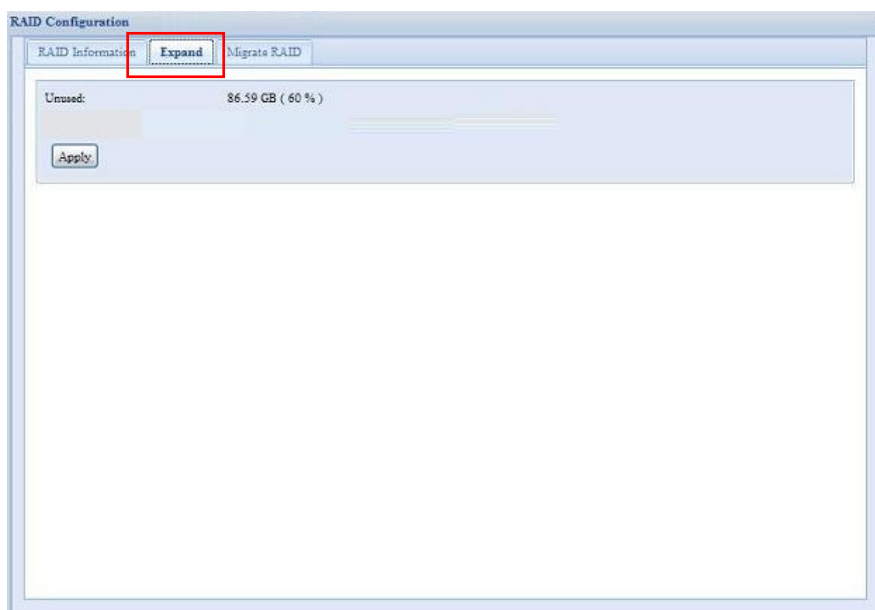 RAID Configuration
RAID Information Expand Migrate RAID
Unused: 86.59 GB ( 60 % )
Apply